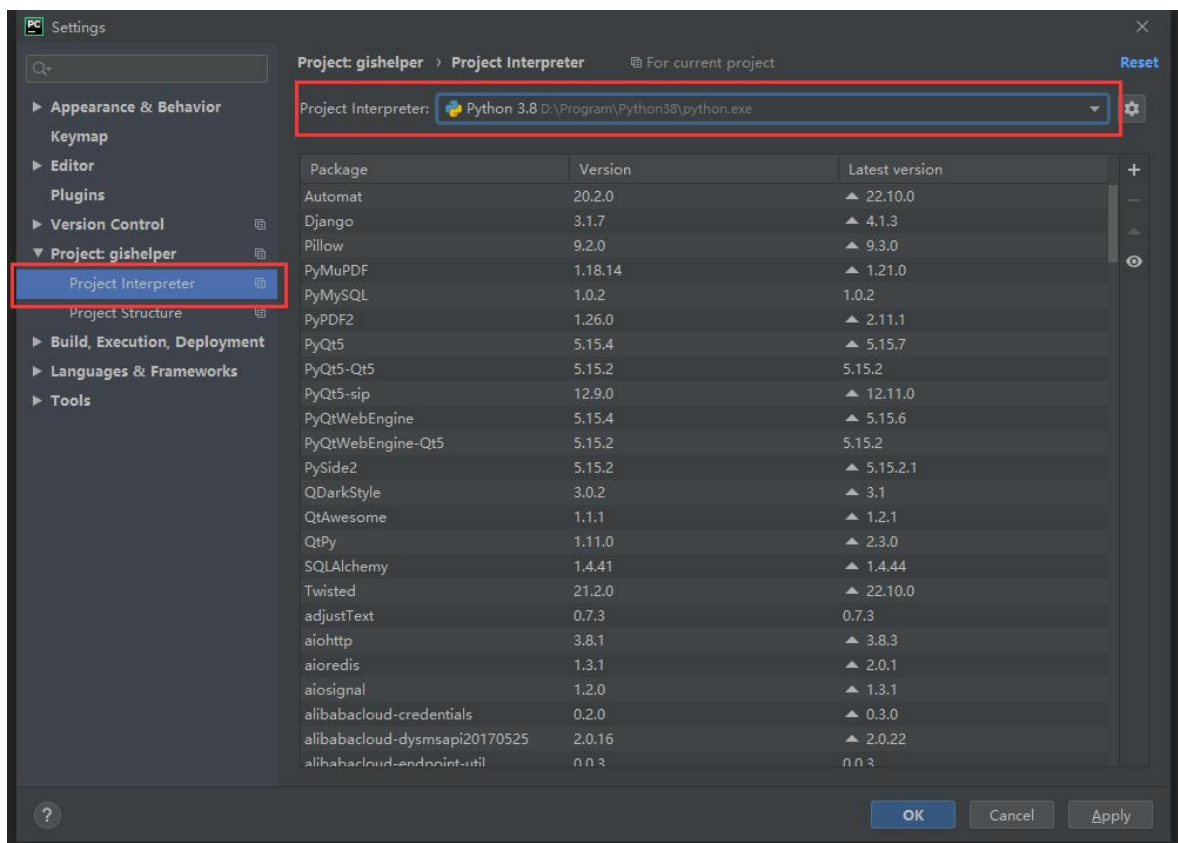 PC Settings
Project: gishelper › Project Interpreter For current project Reset
Appearance & Behavior
Keymap
Editor
Plugins
Version Control
Project: gishelper
Project Interpreter
Project Structure
Build, Execution, Deployment
Languages & Frameworks
Tools
Project Interpreter: Python 3.8 D:\Program\Python38\python.exe
Package Version Latest version
Automat 20.2.0 22.10.0
Django 3.1.7 4.1.3
Pillow 9.2.0 9.3.0
PyMuPDF 1.18.14 1.21.0
PyMySQL 1.0.2 1.0.2
PyPDF2 1.26.0 2.11.1
PyQt5 5.15.4 5.15.7
PyQt5-Qt5 5.15.2 5.15.2
PyQt5-sip 12.9.0 12.11.0
PyQtWebEngine 5.15.4 5.15.6
PyQtWebEngine-Qt5 5.15.2 5.15.2
PySide2 5.15.2 5.15.2.1
QDarkStyle 3.0.2 3.1
QtAwesome 1.1.1 1.2.1
QtPy 1.11.0 2.3.0
SQLAlchemy 1.4.41 1.4.44
Twisted 21.2.0 22.10.0
adjustText 0.7.3 0.7.3
aiohttp 3.8.1 3.8.3
aioredis 1.3.1 2.0.1
aiosignal 1.2.0 1.3.1
alibabacloud-credentials 0.2.0 0.3.0
alibabacloud-dysmsapi20170525 2.0.16 2.0.22
alibabacloud-endpoint-util 0.0.3 0.0.3
? OK Cancel Apply